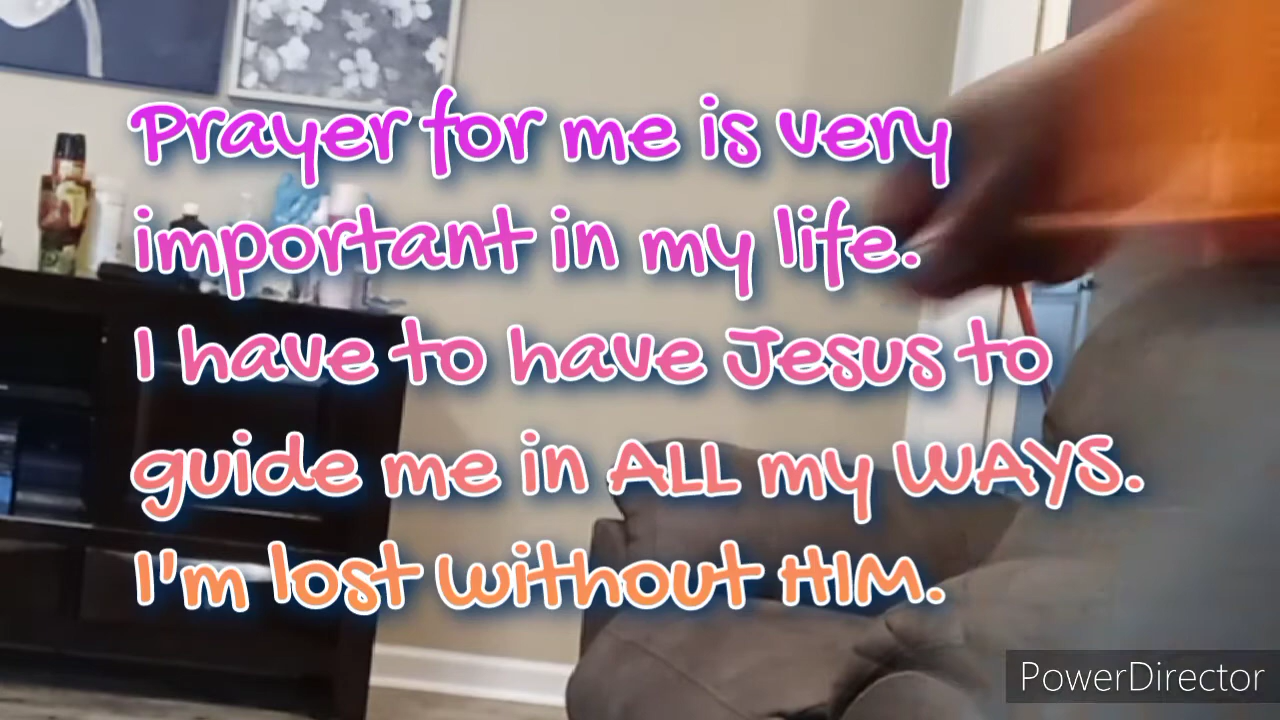 Prayer for me is very
important in my life.
I have to have Jesus to
guide me in ALL my WAYS.
I'm lost without HIM.
PowerDirector